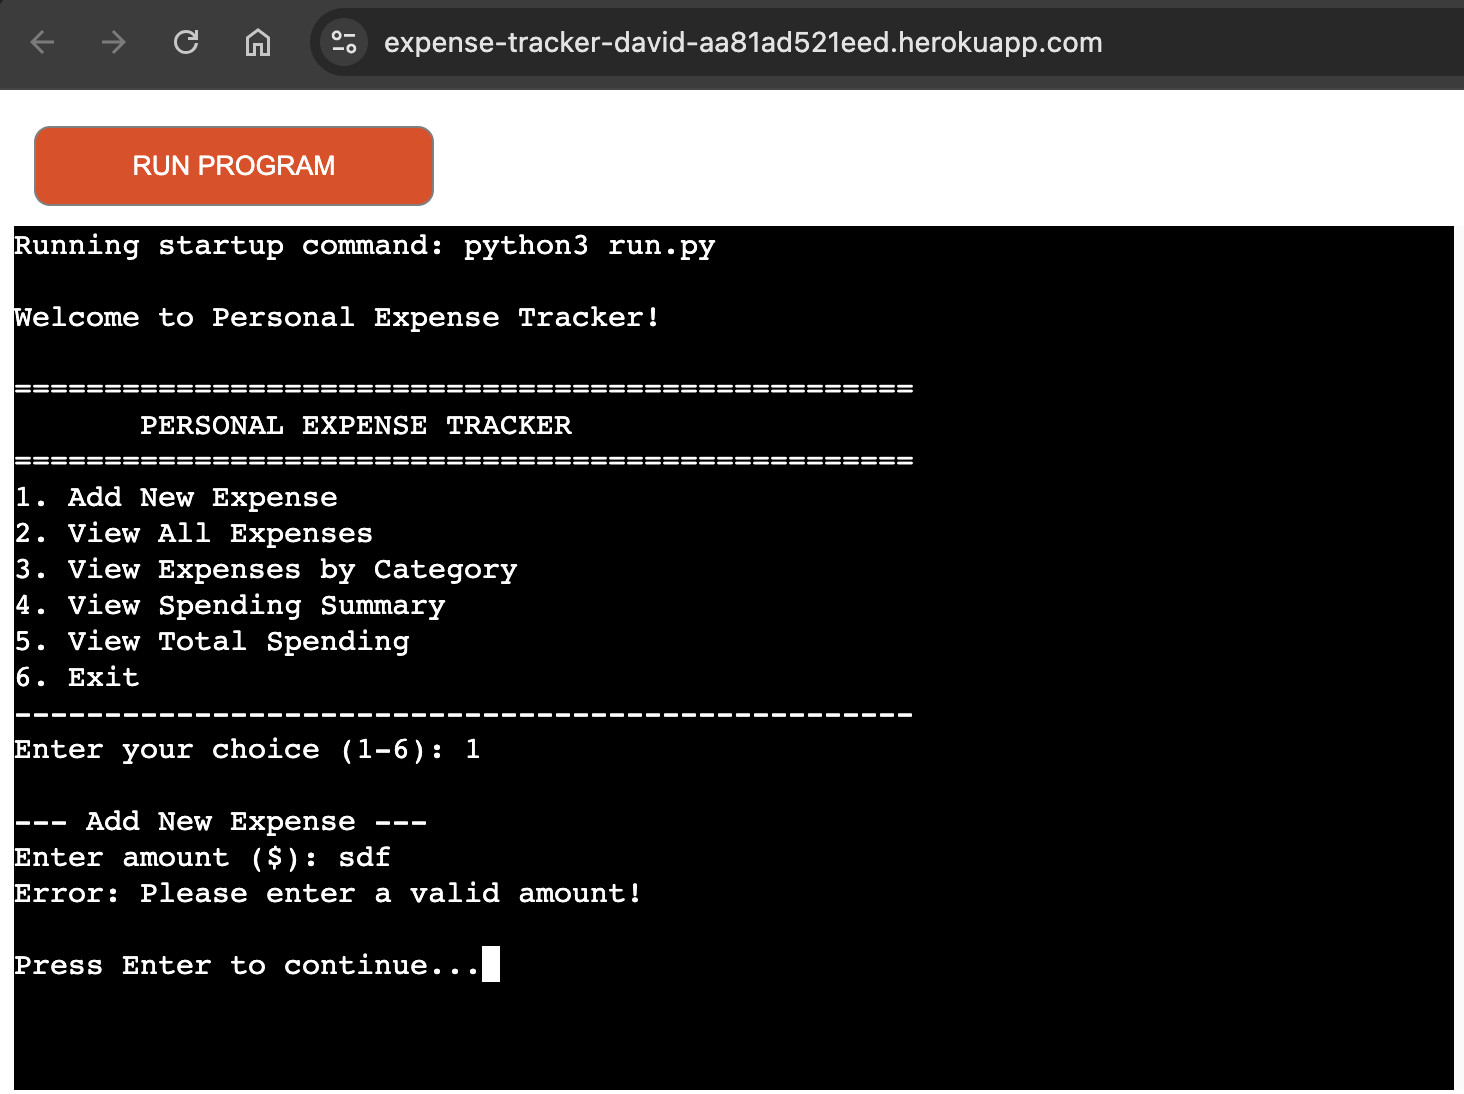 expense-tracker-david-aa81ad521eed.herokuapp.com
RUN PROGRAM
Running startup command: python3 run.py
Welcome to Personal Expense Tracker!
==================================================
PERSONAL EXPENSE TRACKER
==================================================
1. Add New Expense
2. View All Expenses
3. View Expenses by Category
4. View Spending Summary
5. View Total Spending
6. Exit
--------------------------------------------------
Enter your choice (1-6): 1
--- Add New Expense ---
Enter amount ($): sdf
Error: Please enter a valid amount!
Press Enter to continue...